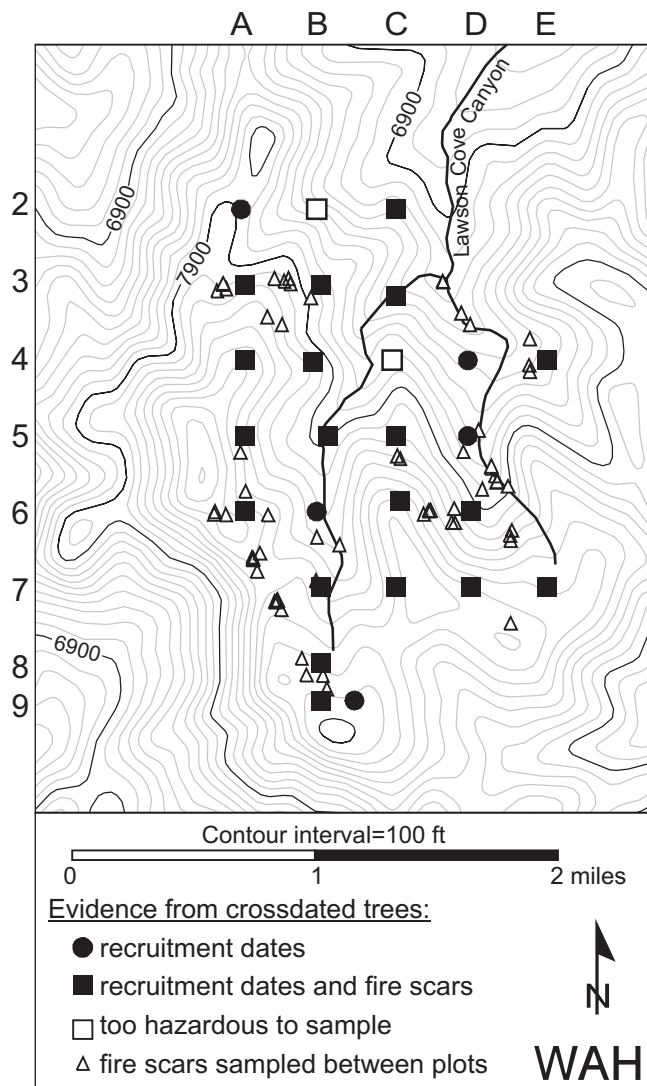 A B C D E
6900
Lawson Cove Canyon
6900
2
7900
3
4
5
6
7
6900
8
9
Contour interval=100 ft
0 1 2 miles
Evidence from crossdated trees:
recruitment dates
recruitment dates and fire scars
too hazardous to sample
fire scars sampled between plots
N
WAH